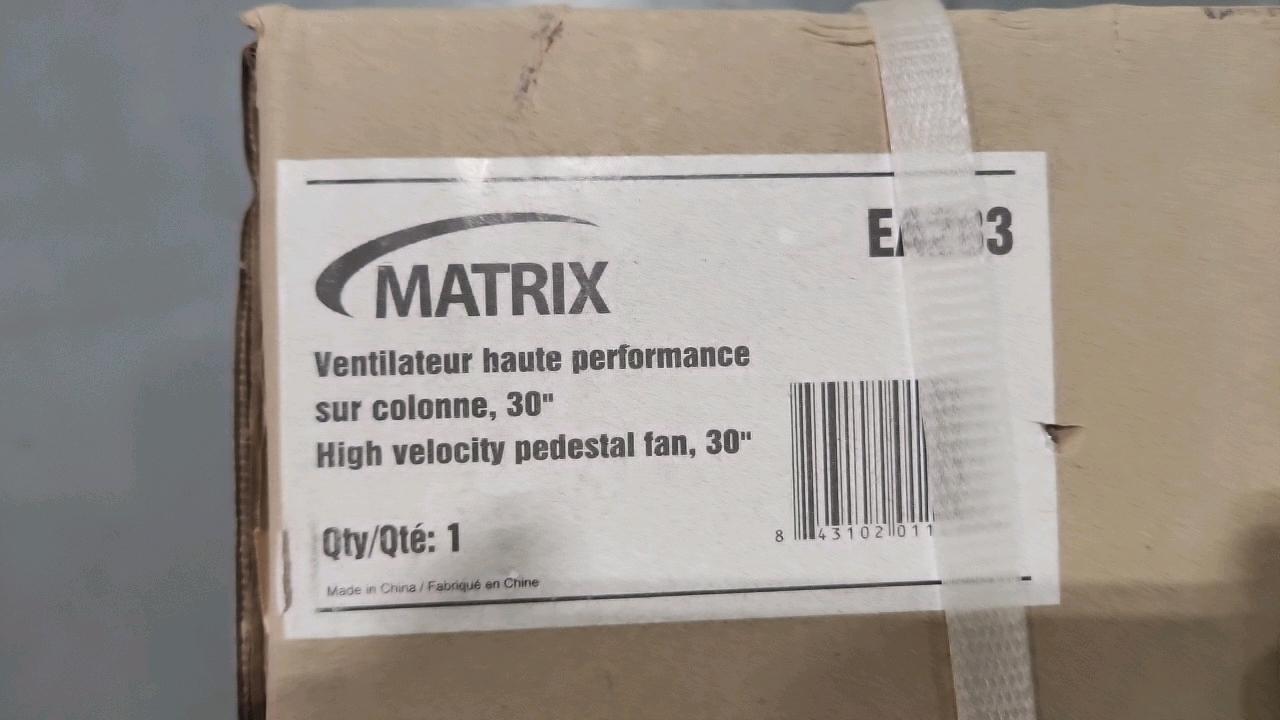 MATRIX
Ventilateur haute performance
sur colonne, 30"
High velocity pedestal fan, 30"
8 43102 011
Qty/Qté: 1
Made in China / Fabriqué en Chine